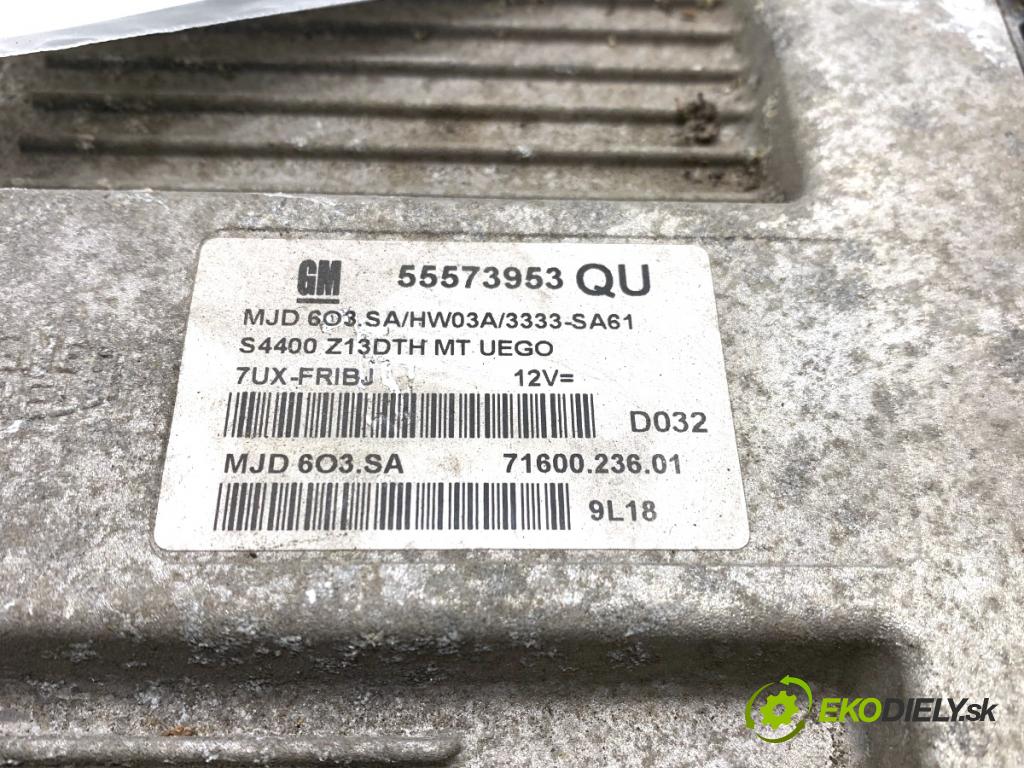 GM 55573953 QU
MJD 6O3.SA/HW03A/3333-SA61
S4400 Z13DTH MT UEGO
7UX-FRIBJ 12V=
D032
MJD 6O3.SA 71600.236.01
9L18
EKODIELY.sk